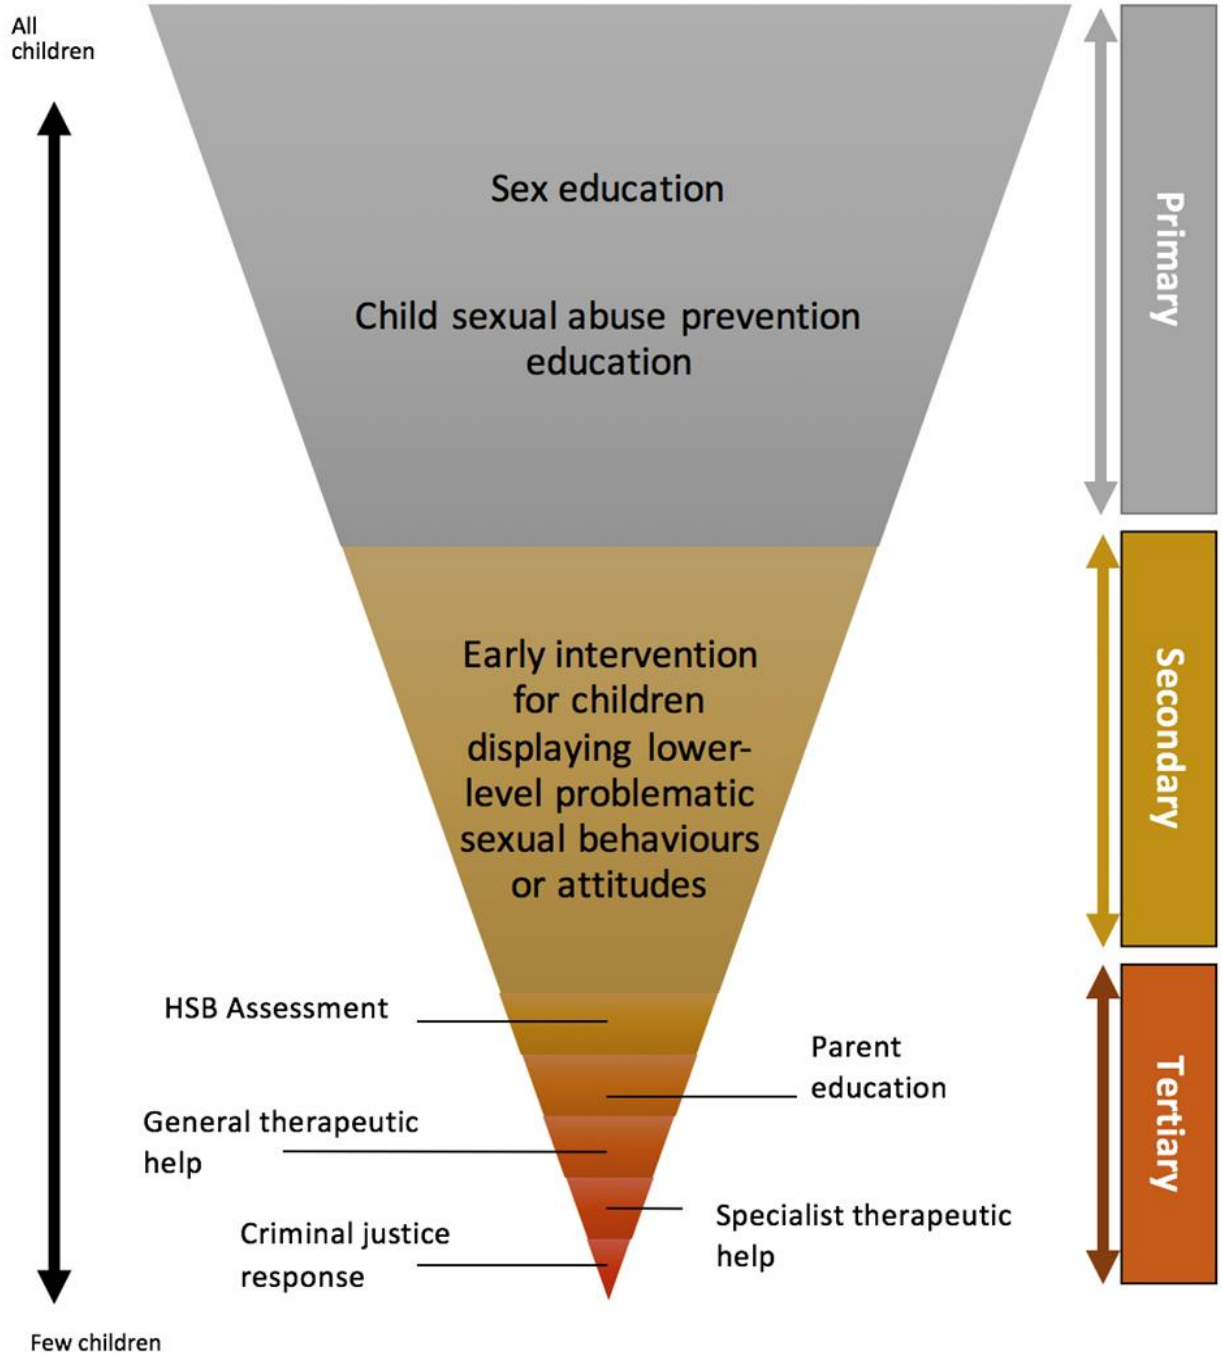 All
children
Sex education
Child sexual abuse prevention
education
Primary
Early intervention
for children
displaying lower-
level problematic
sexual behaviours
or attitudes
Secondary
HSB Assessment
Parent
education
General therapeutic
help
Specialist therapeutic
help
Criminal justice
response
Tertiary
Few children